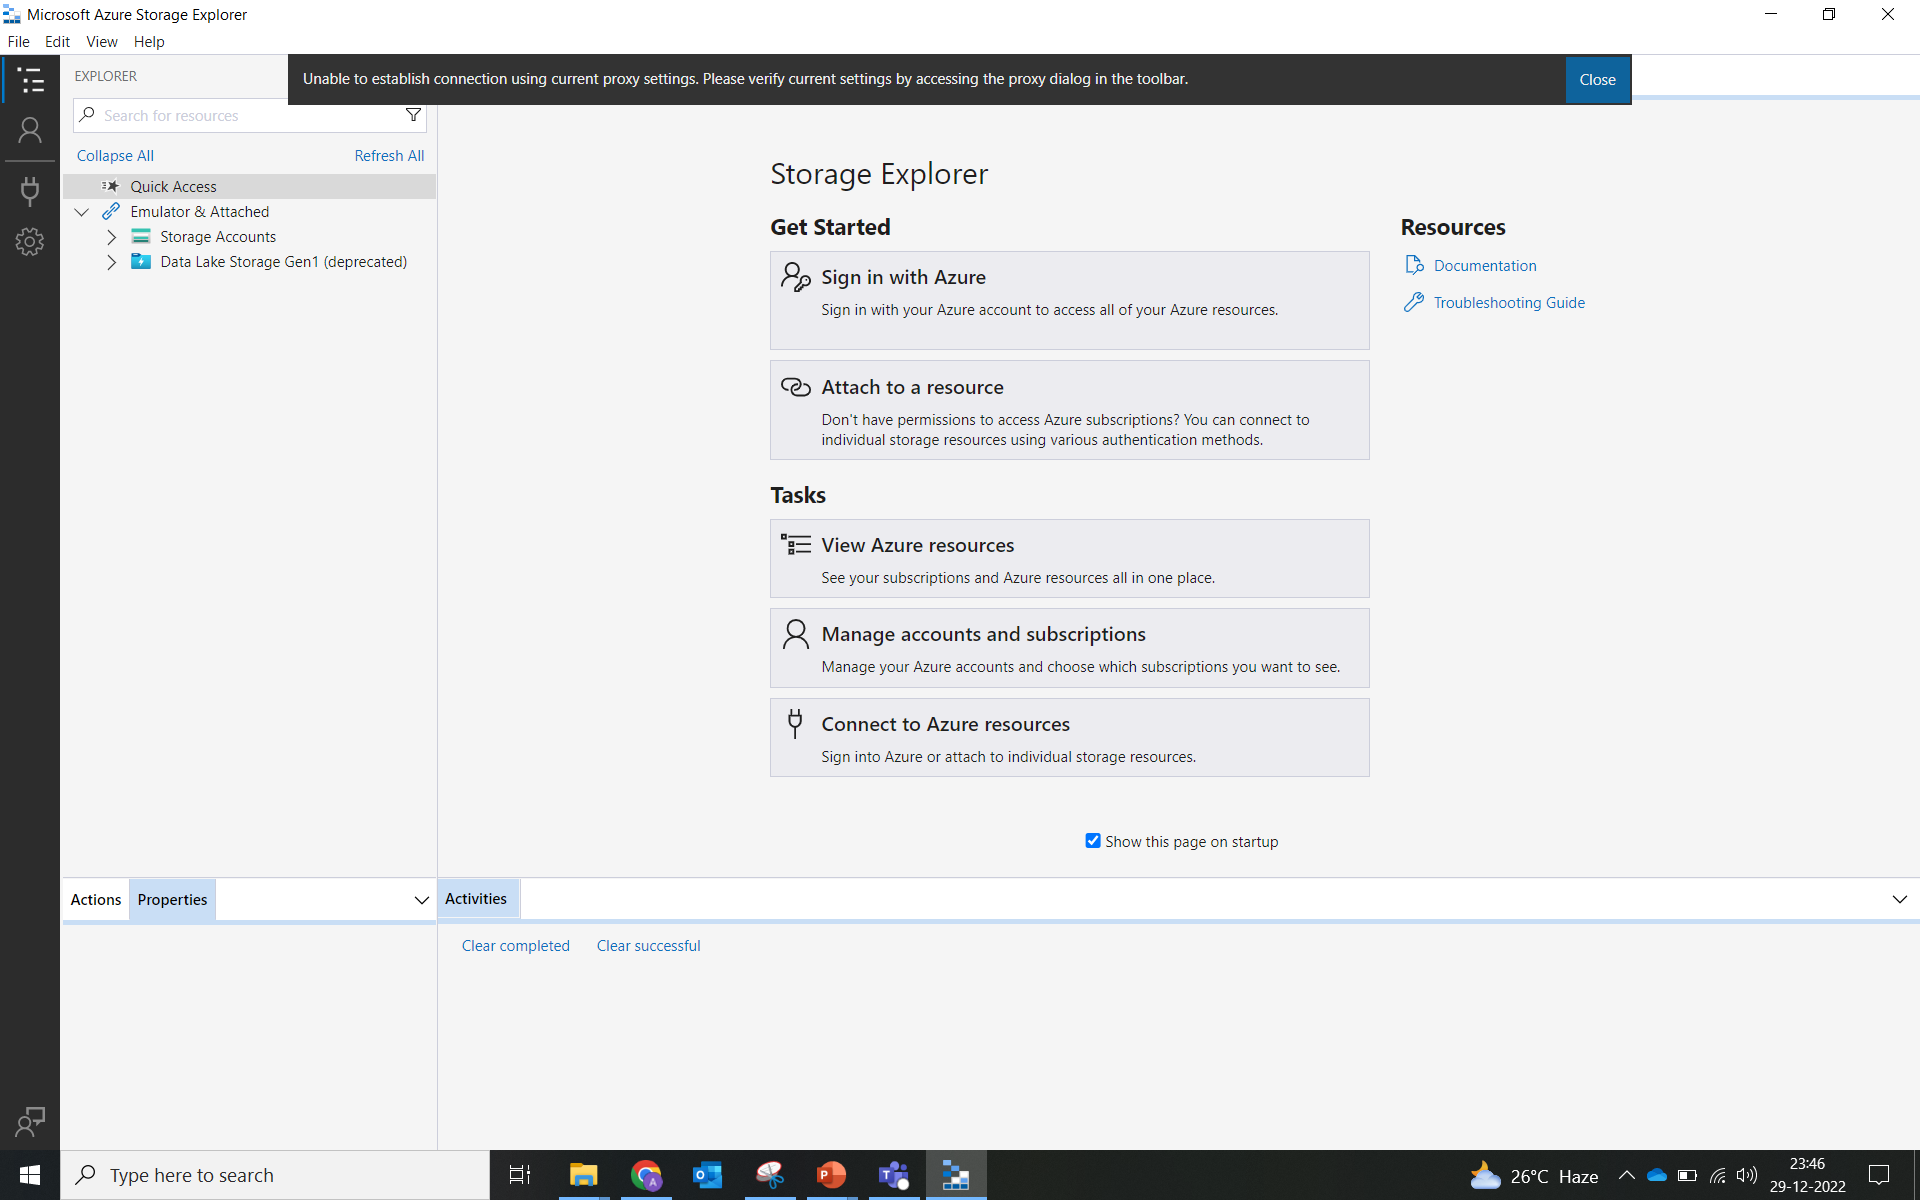 Microsoft Azure Storage Explorer
File Edit View Help
EXPLORER
Unable to establish connection using current proxy settings. Please verify current settings by accessing the proxy dialog in the toolbar.
Close
Search for resources
Collapse All
Refresh All
Quick Access
Emulator & Attached
Storage Accounts
Data Lake Storage Gen1 (deprecated)
Storage Explorer
Get Started
Sign in with Azure
Sign in with your Azure account to access all of your Azure resources.
Attach to a resource
Don't have permissions to access Azure subscriptions? You can connect to
individual storage resources using various authentication methods.
Tasks
View Azure resources
See your subscriptions and Azure resources all in one place.
Manage accounts and subscriptions
Manage your Azure accounts and choose which subscriptions you want to see.
Connect to Azure resources
Sign into Azure or attach to individual storage resources.
Resources
Documentation
Troubleshooting Guide
Show this page on startup
Actions
Properties
Activities
Clear completed
Clear successful
Type here to search
26°C Haze
23:46
29-12-2022